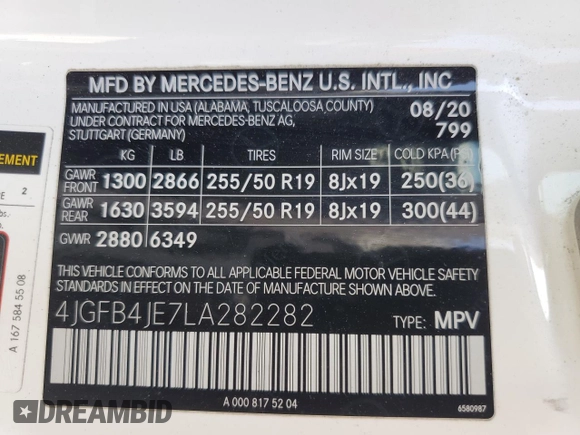 MFD BY MERCEDES-BENZ U.S. INTL., INC
MANUFACTURED IN USA (ALABAMA, TUSCALOOSA COUNTY)
UNDER CONTRACT FOR MERCEDES-BENZ AG,
STUTTGART (GERMANY)
08/20
799
KG LB TIRES RIM SIZE COLD KPA
GAWR FRONT 1300 2866 255/50 R19 8Jx19 250(36)
GAWR REAR 1630 3594 255/50 R19 8Jx19 300(44)
GVWR 2880 6349
THIS VEHICLE CONFORMS TO ALL APPLICABLE FEDERAL MOTOR VEHICLE SAFETY
STANDARDS IN EFFECT ON THE DATE OF MANUFACTURE SHOWN ABOVE.
4JGFB4JE7LA282282 TYPE: MPV
A 000 817 52 04
6580987
EMENT
2
A 167 584 55 08
DREAMBID